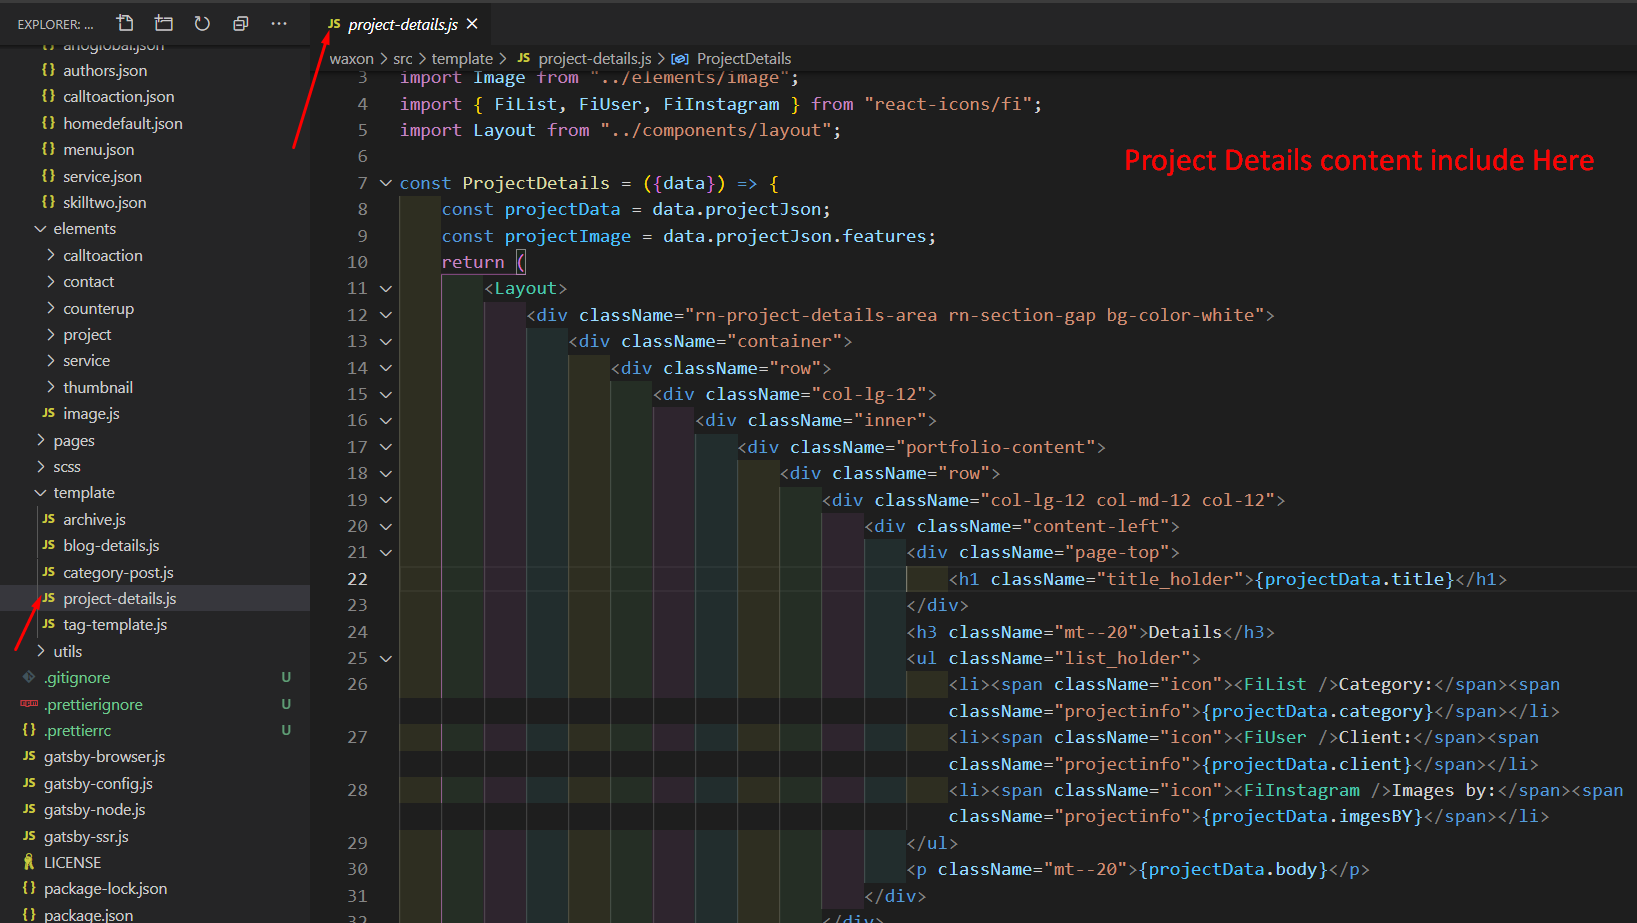 EXPLORER: ...
project-details.js
waxon > src > template > JS project-details.js > ProjectDetails
arloglobal.json
{} authors.json
{} calltoaction.json
{} homedefault.json
{} menu.json
{} service.json
{} skilltwo.json
elements
calltoaction
contact
counterup
project
service
thumbnail
JS image.js
pages
scss
template
JS archive.js
JS blog-details.js
JS category-post.js
JS project-details.js
JS tag-template.js
utils
.gitignore U
.prettierignore U
{} .prettierrc U
JS gatsby-browser.js
JS gatsby-config.js
JS gatsby-node.js
JS gatsby-ssr.js
LICENSE
{} package-lock.json
{} package.json
3 import Image from "../elements/image";
4 import { FiList, FiUser, FiInstagram } from "react-icons/fi";
5 import Layout from "../components/layout";
6
Project Details content include Here
7 const ProjectDetails = ({data}) => {
8 const projectData = data.projectJson;
9 const projectImage = data.projectJson.features;
10 return (
11 <Layout>
12 <div className="rn-project-details-area rn-section-gap bg-color-white">
13 <div className="container">
14 <div className="row">
15 <div className="col-lg-12">
16 <div className="inner">
17 <div className="portfolio-content">
18 <div className="row">
19 <div className="col-lg-12 col-md-12 col-12">
20 <div className="content-left">
21 <div className="page-top">
22 <h1 className="title_holder">{projectData.title}</h1>
23 </div>
24 <h3 className="mt--20">Details</h3>
25 <ul className="list_holder">
26 <li><span className="icon"><FiList />Category:</span><span
className="projectinfo">{projectData.category}</span></li>
27 <li><span className="icon"><FiUser />Client:</span><span
className="projectinfo">{projectData.client}</span></li>
28 <li><span className="icon"><FiInstagram />Images by:</span><span
className="projectinfo">{projectData.imgesBY}</span></li>
29 </ul>
30 <p className="mt--20">{projectData.body}</p>
31 </div>
32 </div>